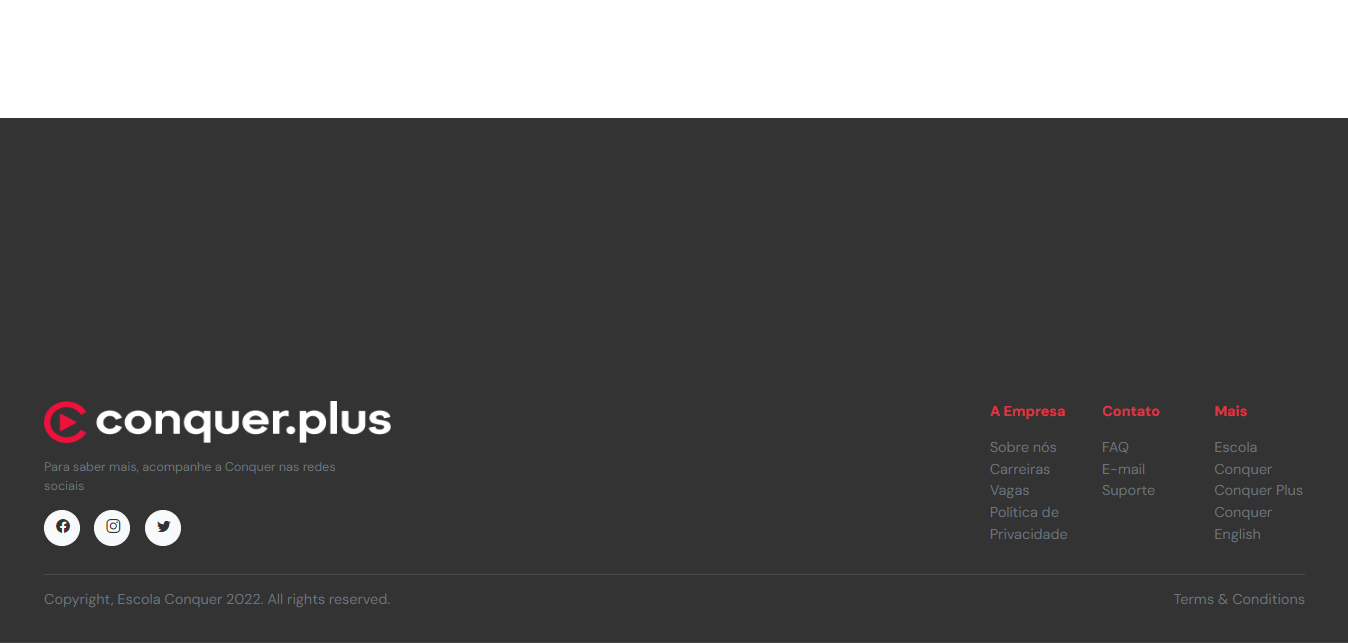 conquer.plus
Para saber mais, acompanhe a Conquer nas redes
sociais
A Empresa
Sobre nós
Carreiras
Vagas
Política de
Privacidade
Contato
FAQ
E-mail
Suporte
Mais
Escola
Conquer
Conquer Plus
Conquer
English
Copyright, Escola Conquer 2022. All rights reserved.
Terms & Conditions